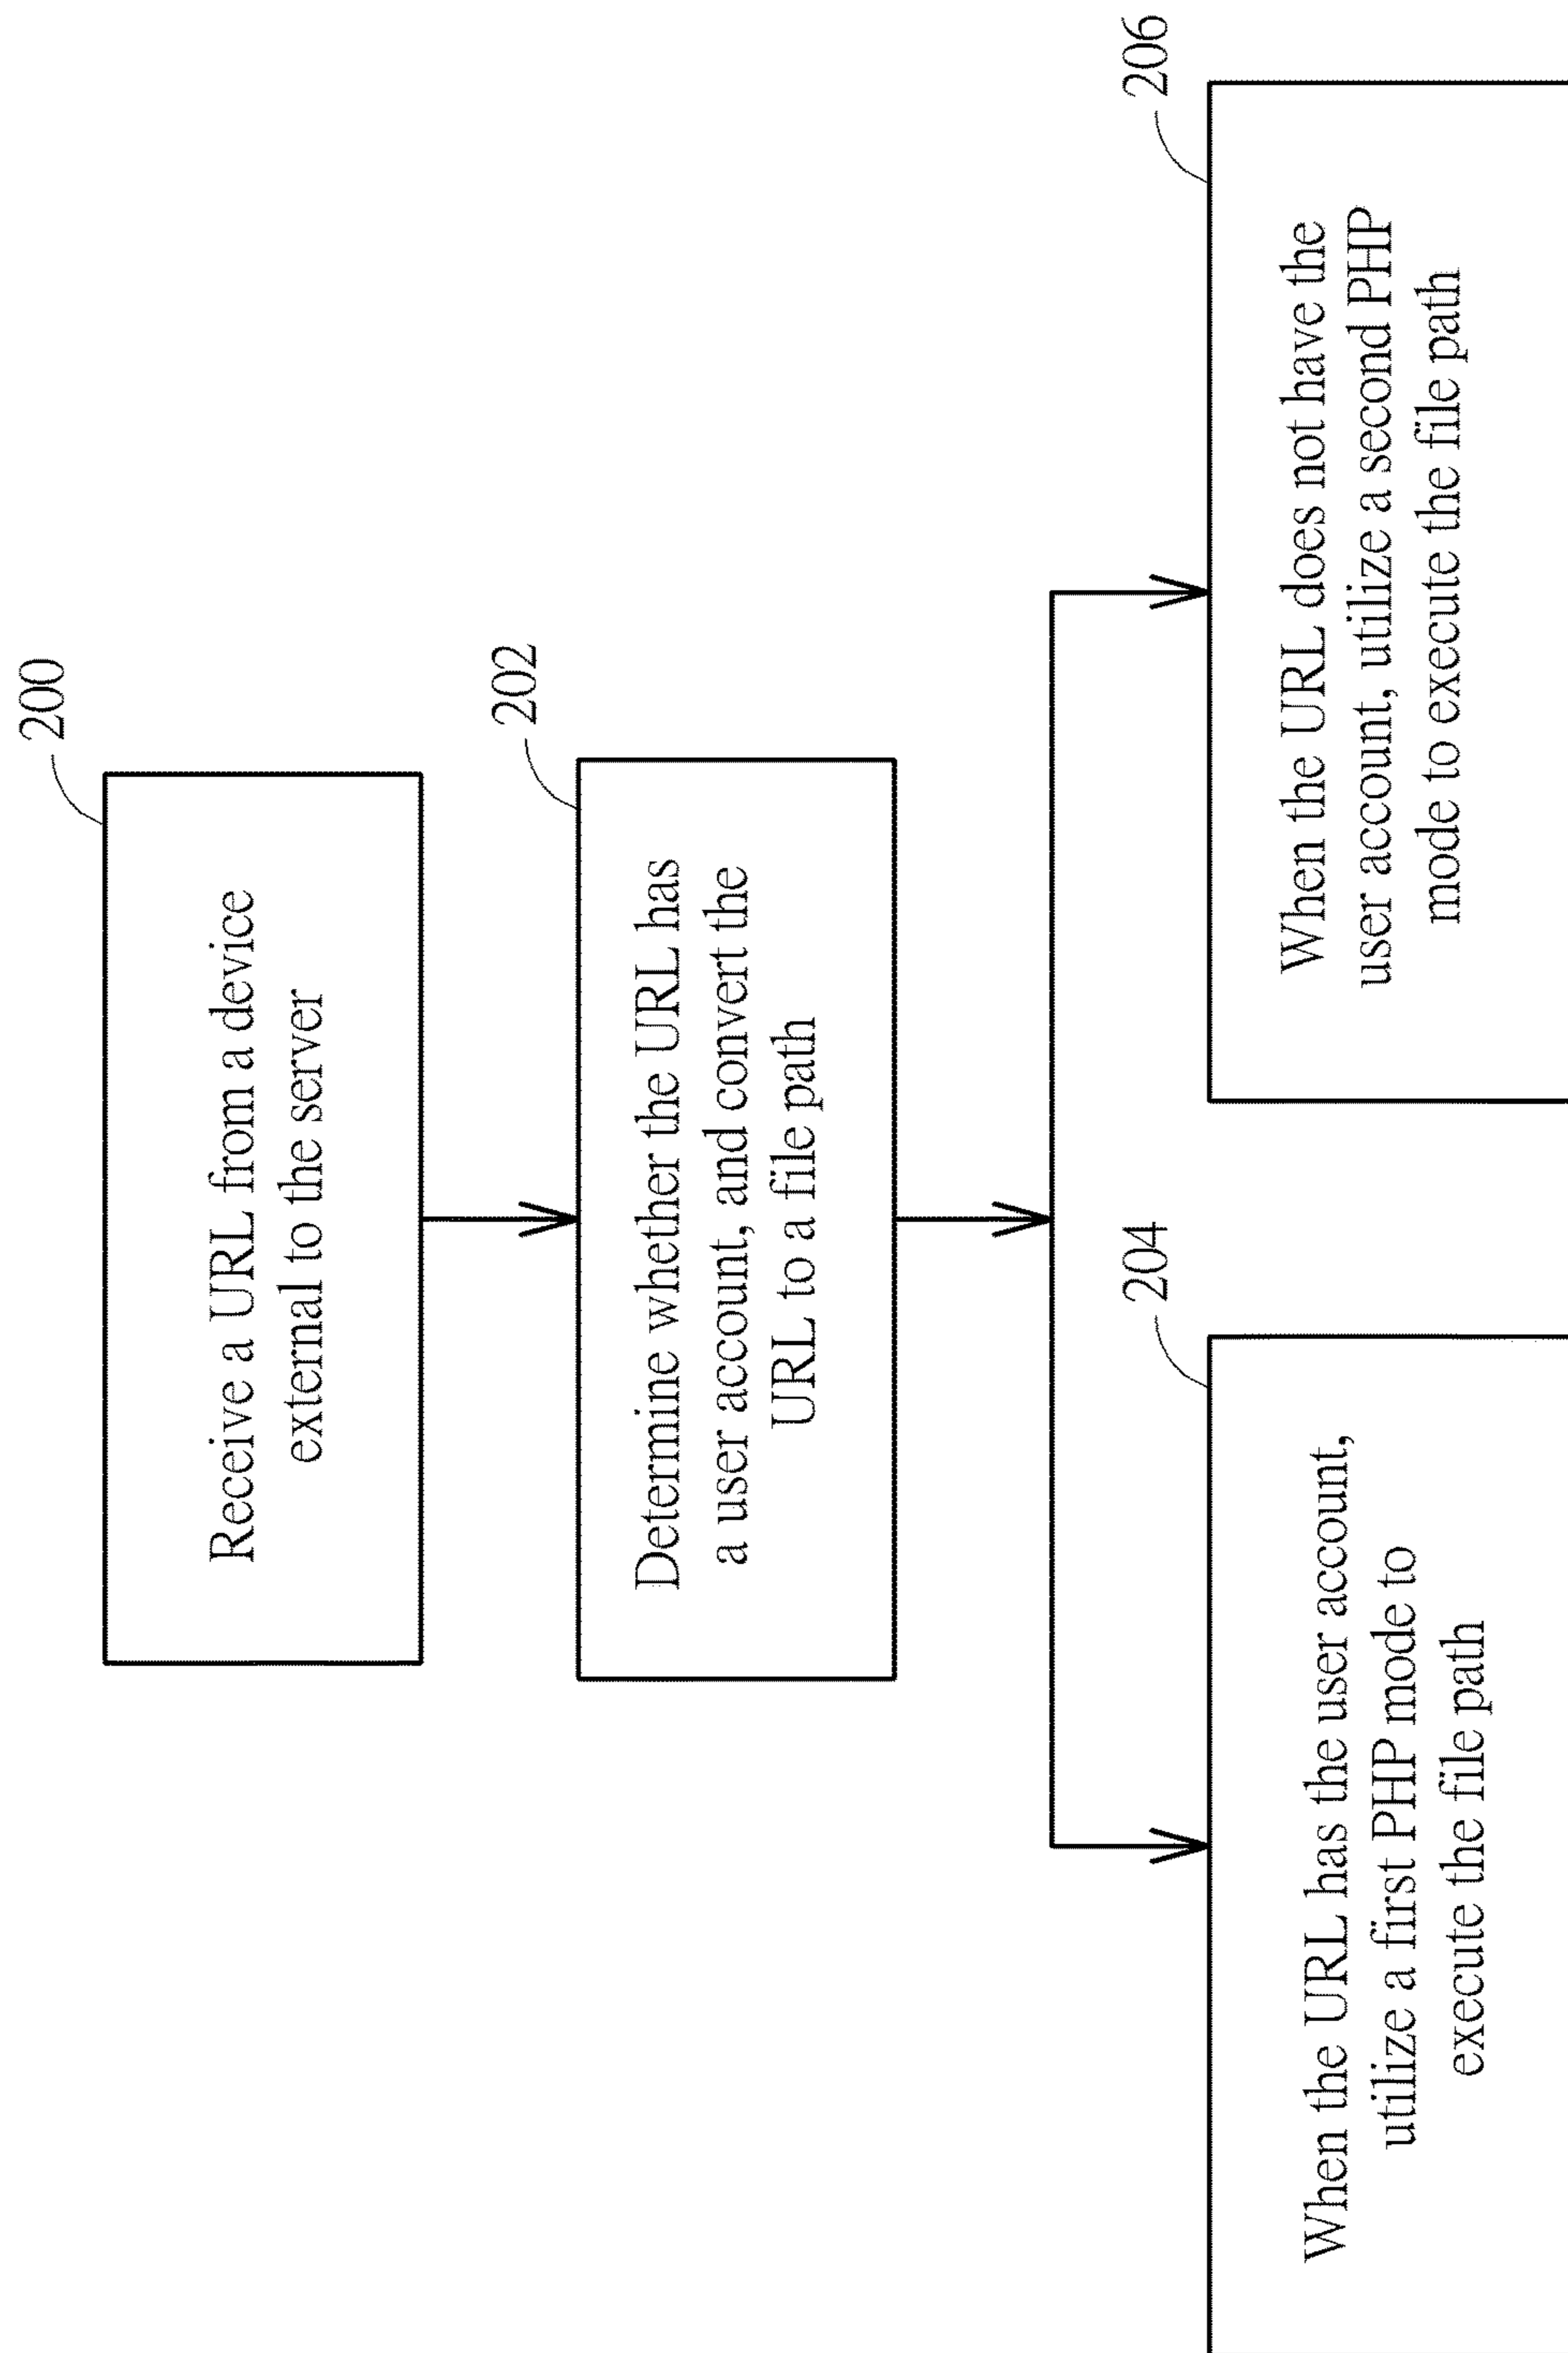 200
Receive a URL from a device
external to the server
202
Determine whether the URL has
a user account, and convert the
URL to a file path
204
When the URL has the user account,
utilize a first PHP mode to
execute the file path
206
When the URL does not have the
user account, utilize a second PHP
mode to execute the file path